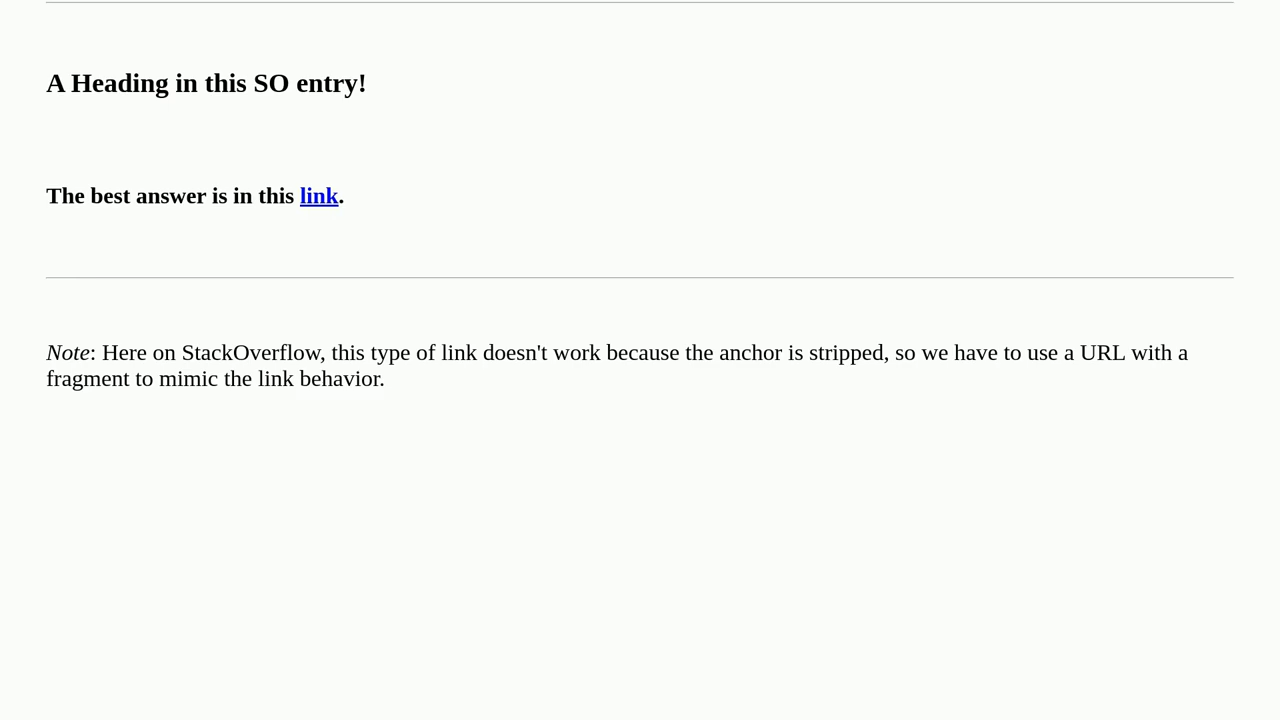 A Heading in this SO entry!
The best answer is in this link.
Note: Here on StackOverflow, this type of link doesn't work because the anchor is stripped, so we have to use a URL with a
fragment to mimic the link behavior.